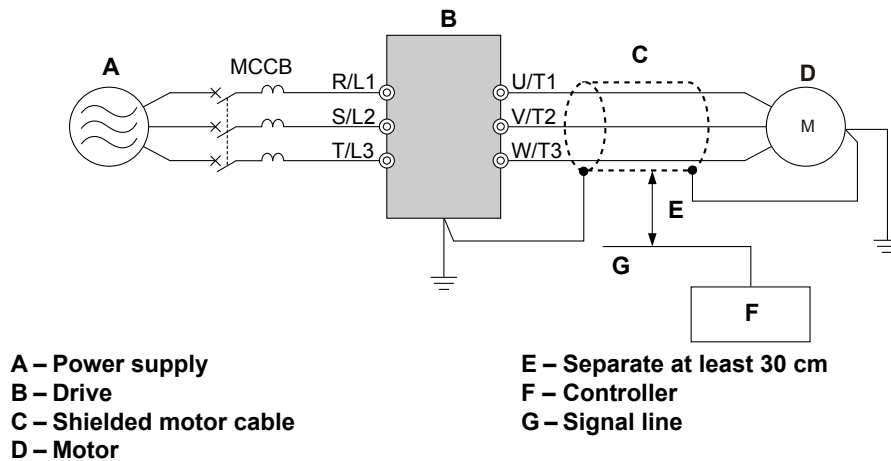 B
A
C
D
MCCB
R/L1
U/T1
S/L2
V/T2
M
T/L3
W/T3
E
G
F
A – Power supply
B – Drive
C – Shielded motor cable
D – Motor
E – Separate at least 30 cm
F – Controller
G – Signal line